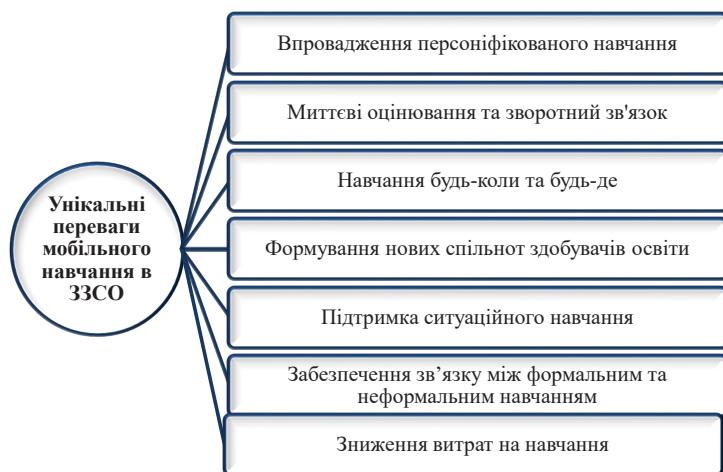 Унікальні
переваги
мобільного
навчання в
ЗЗСО
Впровадження персоніфікованого навчання
Миттєві оцінювання та зворотний зв'язок
Навчання будь-коли та будь-де
Формування нових спільнот здобувачів освіти
Підтримка ситуаційного навчання
Забезпечення зв’язку між формальним та
неформальним навчанням
Зниження витрат на навчання